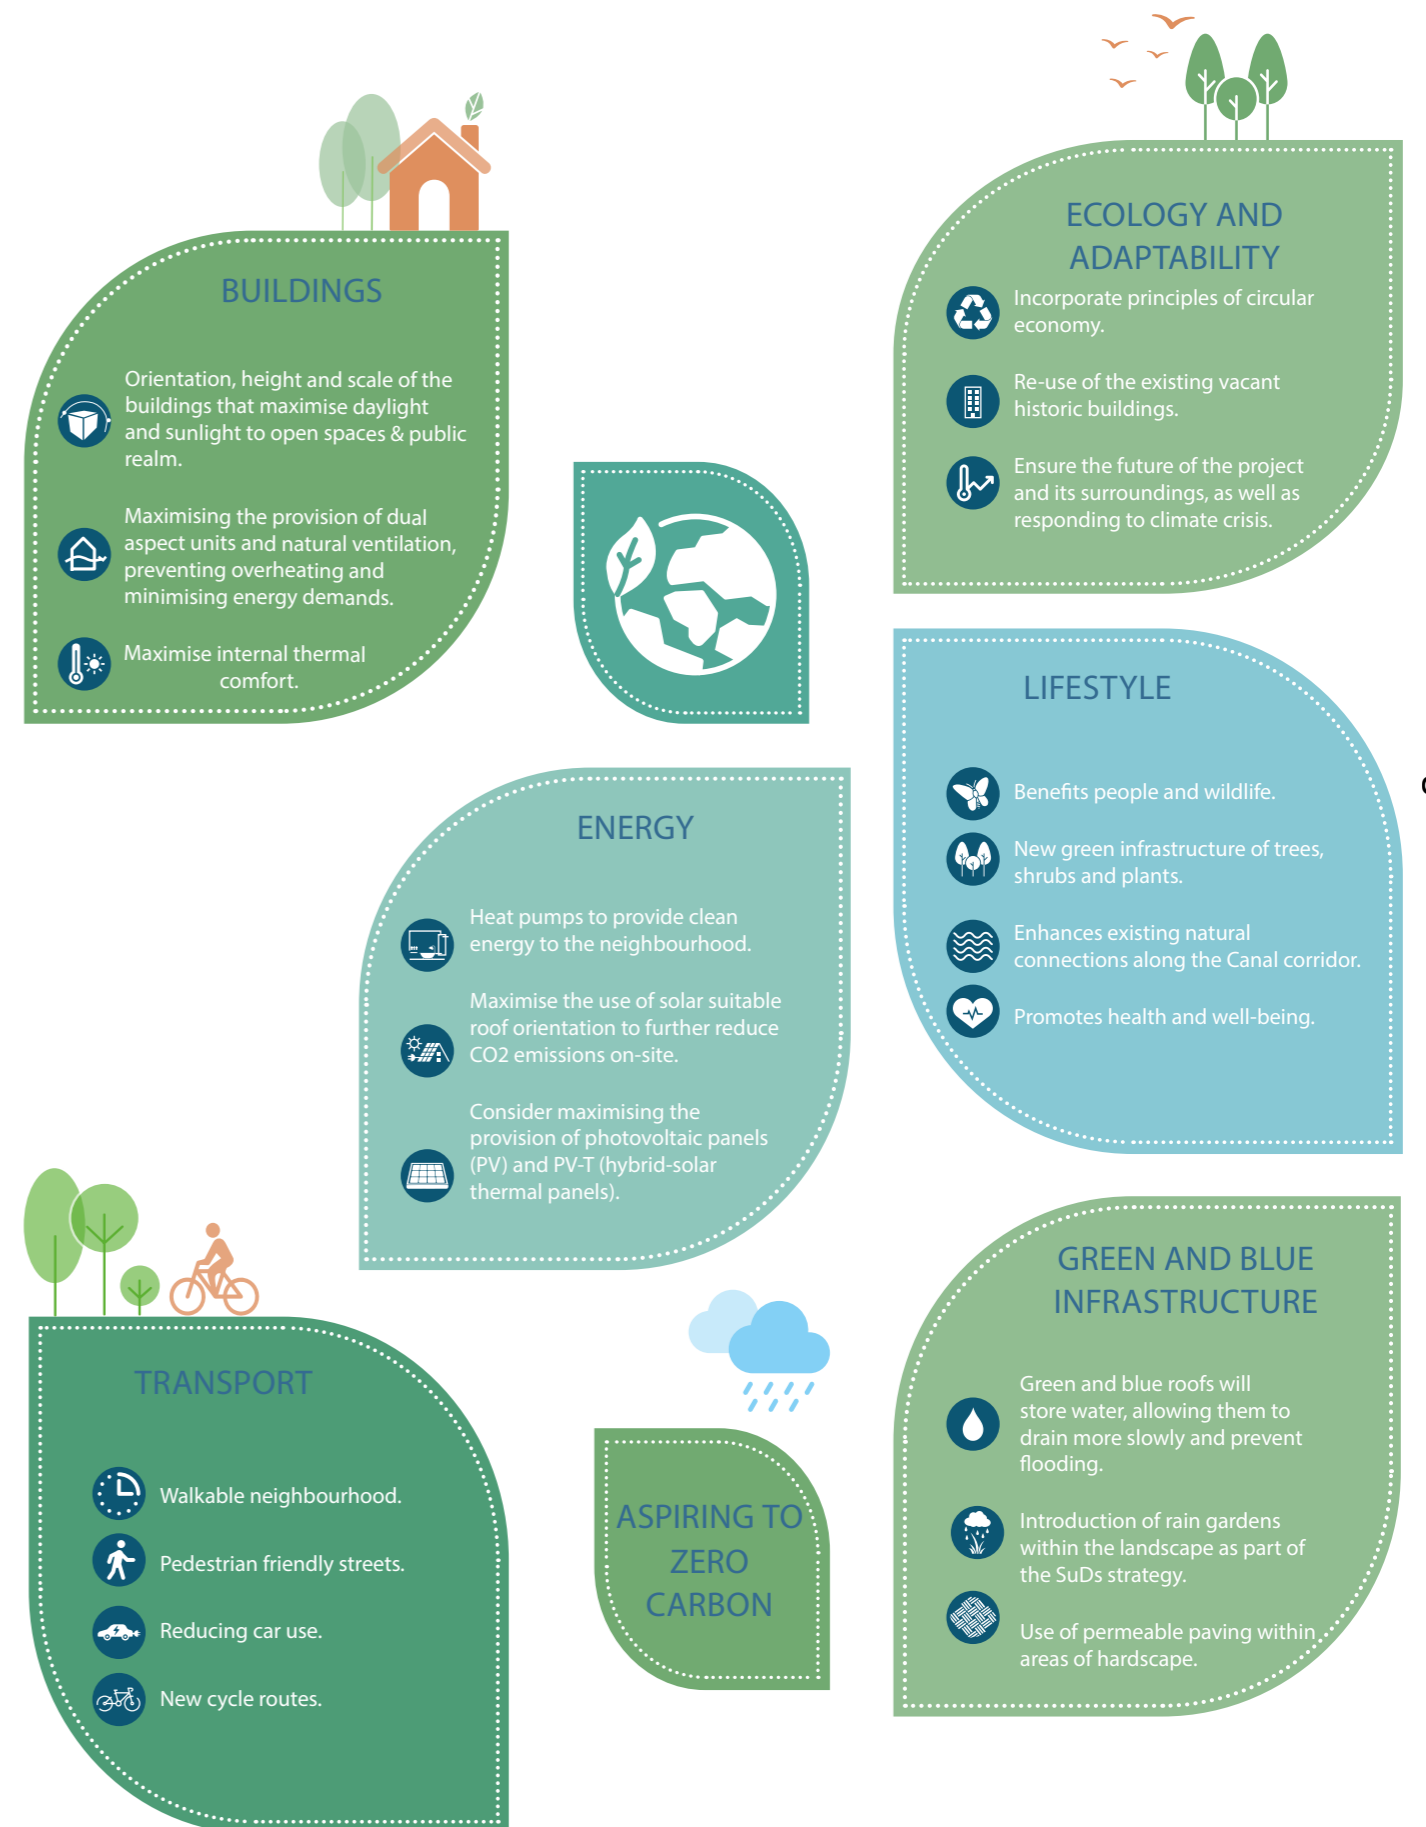 BUILDINGS
Orientation, height and scale of the
buildings that maximise daylight
and sunlight to open spaces & public
realm.
Maximising the provision of dual
aspect units and natural ventilation,
preventing overheating and
minimising energy demands.
Maximise internal thermal
comfort.
ECOLOGY AND
ADAPTABILITY
Incorporate principles of circular
economy.
Re-use of the existing vacant
historic buildings.
Ensure the future of the project
and its surroundings, as well as
responding to climate crisis.
LIFESTYLE
Benefits people and wildlife.
New green infrastructure of trees,
shrubs and plants.
Enhances existing natural
connections along the Canal corridor.
Promotes health and well-being.
ENERGY
Heat pumps to provide clean
energy to the neighbourhood.
Maximise the use of solar suitable
roof orientation to further reduce
CO2 emissions on-site.
Consider maximising the
provision of photovoltaic panels
(PV) and PV-T (hybrid-solar
thermal panels).
TRANSPORT
Walkable neighbourhood.
Pedestrian friendly streets.
Reducing car use.
New cycle routes.
ASPIRING TO
ZERO
CARBON
GREEN AND BLUE
INFRASTRUCTURE
Green and blue roofs will
store water, allowing them to
drain more slowly and prevent
flooding.
Introduction of rain gardens
within the landscape as part of
the SuDs strategy.
Use of permeable paving within
areas of hardscape.